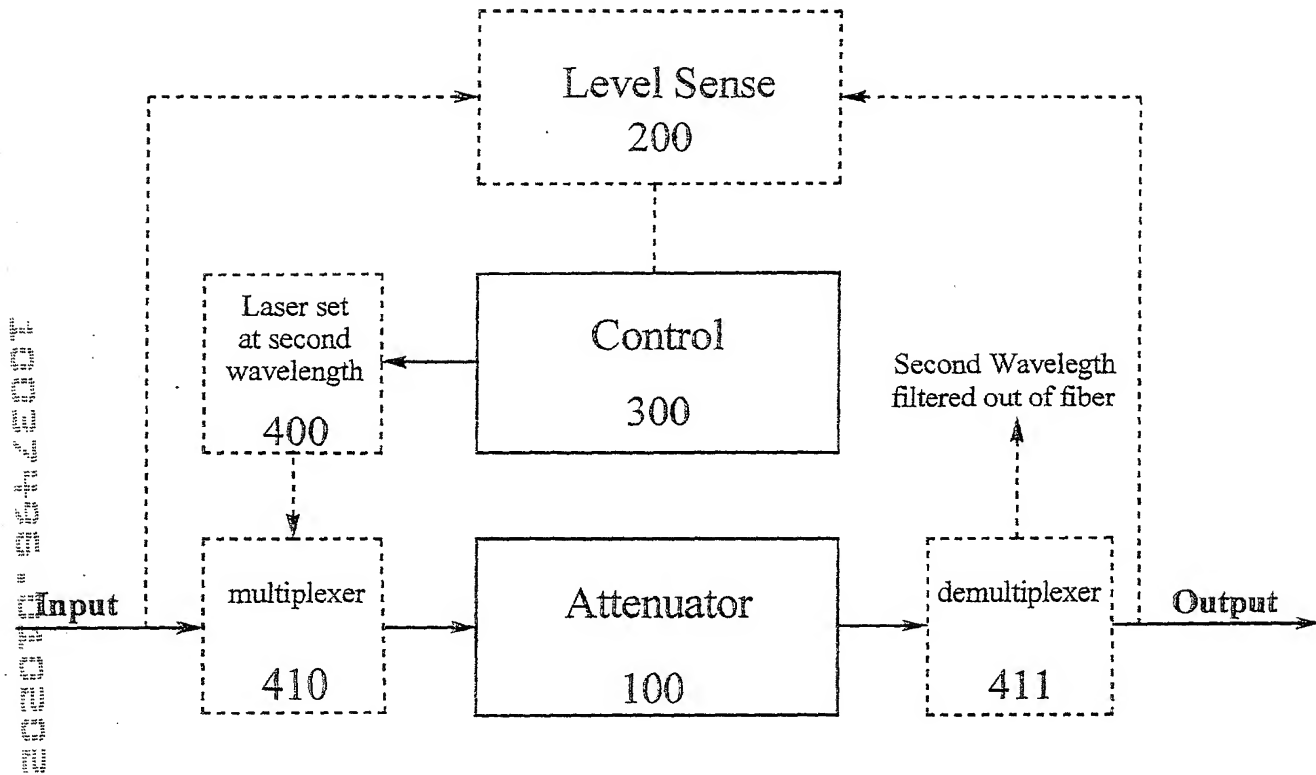 Level Sense
200
Laser set
at second
wavelength
400
Control
300
Second Wavelegth
filtered out of fiber
Input
multiplexer
410
Attenuator
100
demultiplexer
411
Output